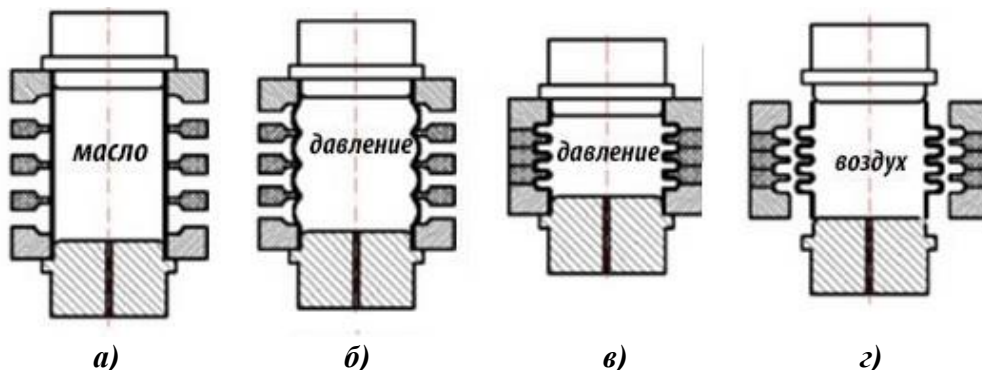 масло
давление
давление
воздух
а) б) в) г)